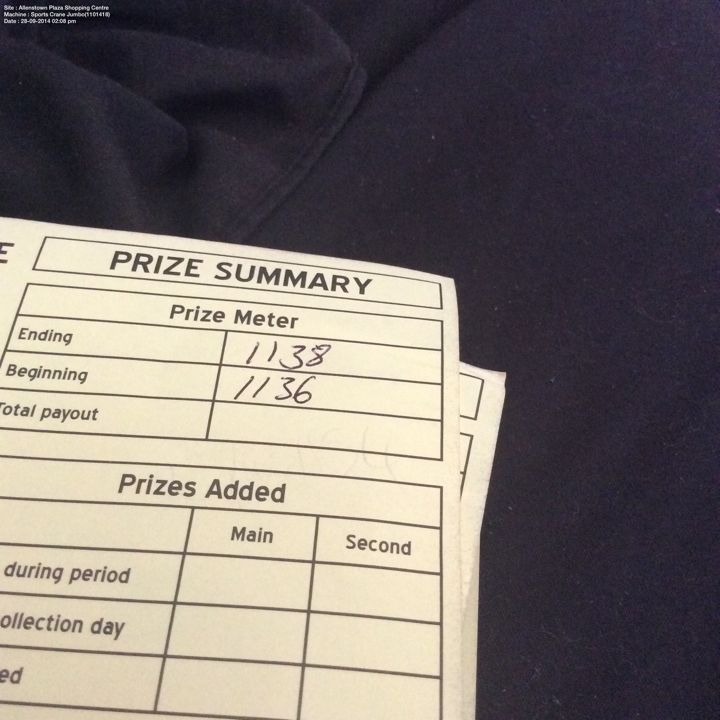 Site : Allenstown Plaza Shopping Centre
Machine : Sports Crane Jumbo(1101418)
Date : 28-09-2014 02:08 pm
E
PRIZE SUMMARY
Prize Meter
Ending 1138
Beginning 1136
Total payout
Prizes Added
Main Second
during period
ollection day
ed